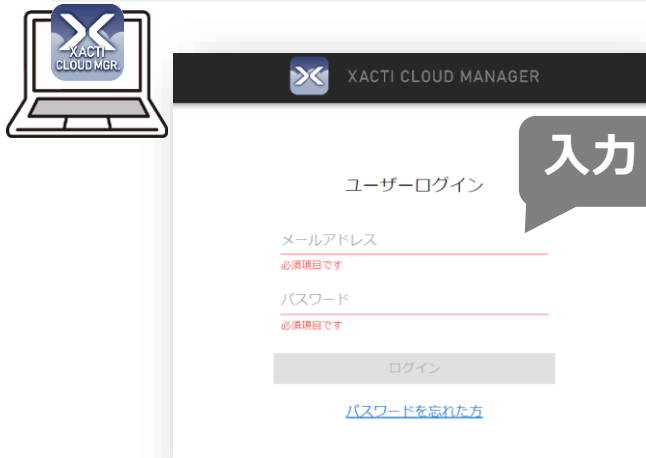 XACTI
CLOUD MGR.
XACTI CLOUD MANAGER
入力
ユーザーログイン
メールアドレス
必須項目です
パスワード
必須項目です
ログイン
パスワードを忘れた方